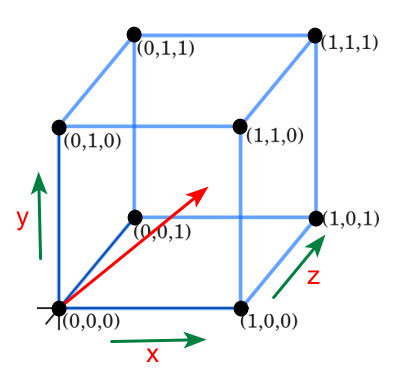 (0,1,1)
(1,1,1)
(0,1,0)
(1,1,0)
y
(0,0,1)
(1,0,1)
z
(0,0,0)
(1,0,0)
x